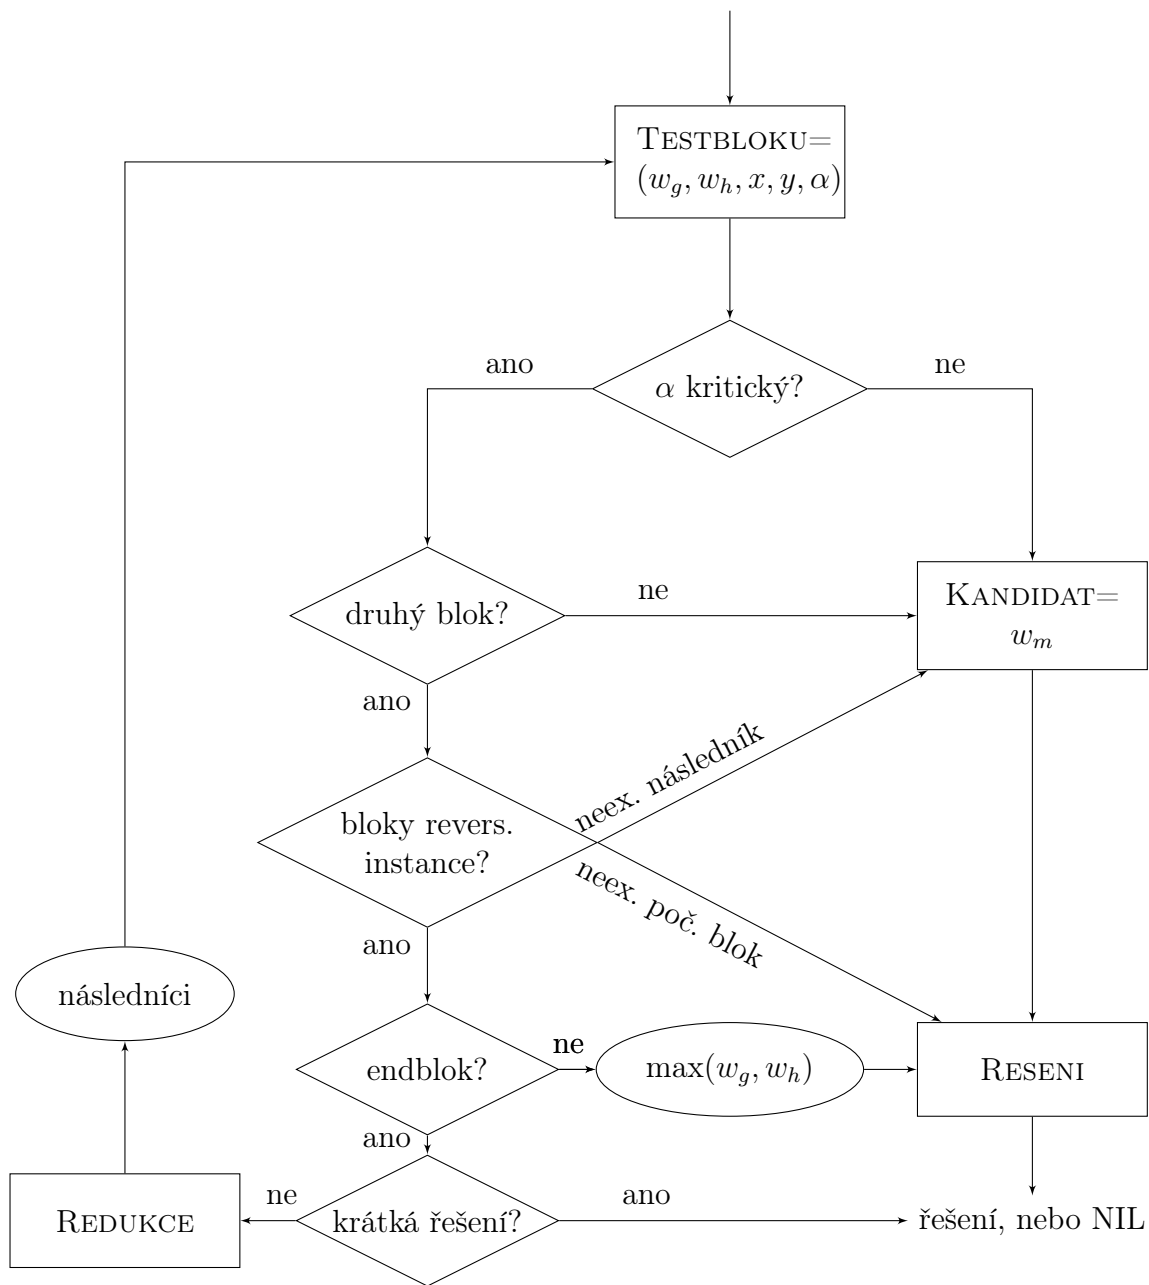 TESTBLOKU=
(w_g, w_h, x, y, α)
ano
ne
α kritický?
druhý blok?
ne
KANDIDAT=
w_m
ano
neex. následník
bloky revers.
instance?
neex. poč. blok
ano
následníci
endblok?
ne
max(w_g, w_h)
RESENI
ano
REDUKCE
ne
krátká řešení?
ano
řešení, nebo NIL